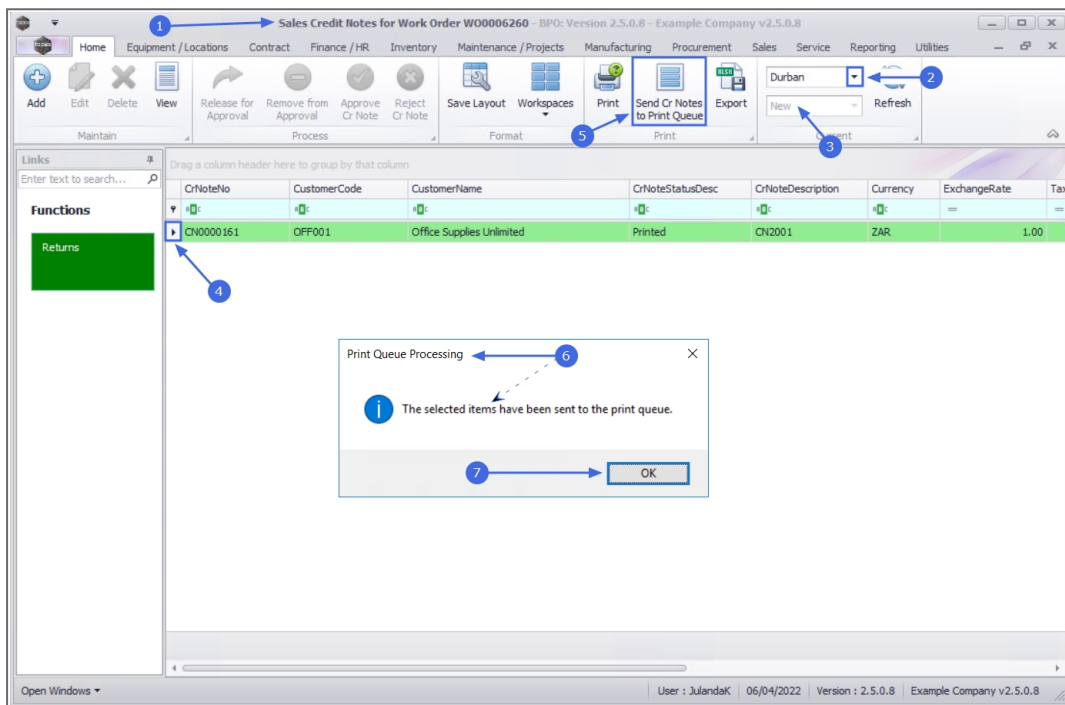 1
Sales Credit Notes for Work Order WO0006260 - BPO: Version 2.5.0.8 - Example Company v2.5.0.8
Home Equipment / Locations Contract Finance / HR Inventory Maintenance / Projects Manufacturing Procurement Sales Service Reporting Utilities
Add Edit Delete View Release for Approval Remove from Approval Approve Cr Note Reject Cr Note Save Layout Workspaces Print Send Cr Notes to Print Queue Export Durban Refresh 2
New
5 3
Maintain Process Format Print Current
Links
Drag a column header here to group by that column
Enter text to search...
CrNoteNo CustomerCode CustomerName CrNoteStatusDesc CrNoteDescription Currency ExchangeRate Tax
Functions
= =
CN0000161 OFF001 Office Supplies Unlimited Printed CN2001 ZAR 1.00
Returns
4
Print Queue Processing 6
The selected items have been sent to the print queue.
7 OK
Open Windows User : JulandaK 06/04/2022 Version : 2.5.0.8 Example Company v2.5.0.8